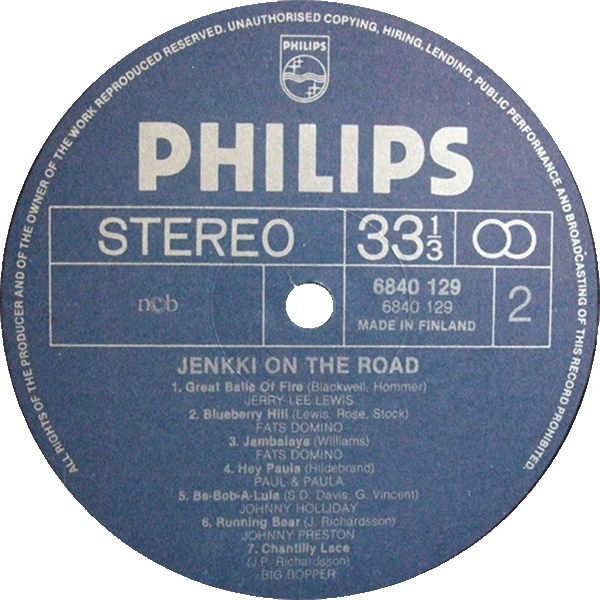 ALL RIGHTS OF THE PRODUCER AND OF THE OWNER OF THE WORK REPRODUCED RESERVED. UNAUTHORISED COPYING, HIRING, LENDING, PUBLIC PERFORMANCE AND BROADCASTING OF THIS RECORD PROHIBITED.
PHILIPS
PHILIPS
STEREO 33 1/3
ncb
6840 129
6840 129
MADE IN FINLAND
2
JENKKI ON THE ROAD
1. Great Balls Of Fire (Blackwell, Hommer)
JERRY LEE LEWIS
2. Blueberry Hill (Lewis, Rose, Stock)
FATS DOMINO
3. Jambalaya (Williams)
FATS DOMINO
4. Hey Paula (Hildebrand)
PAUL & PAULA
5. Be-Bob-A-Lula (S.D. Davis, G. Vincent)
JOHNNY HOLLIDAY
6. Running Bear (J. Richardsson)
JOHNNY PRESTON
7. Chantilly Lace
(J.P. Richardsson)
BIG BOPPER